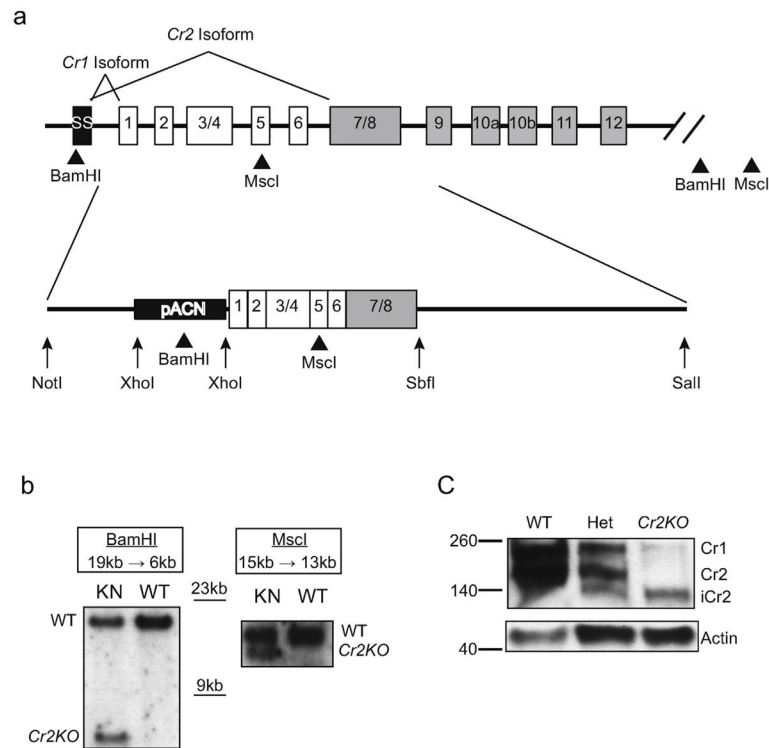 a
Cr2 Isoform
Cr1 Isoform
SS 1 2 3/4 5 6 7/8 9 10a 10b 11 12
BamHI MscI BamHI MscI
pACN 1 2 3/4 5 6 7/8
BamHI MscI
NotI XhoI XhoI SbfI SalI
b
BamHI
19kb → 6kb
KN WT
WT
Cr2KO
23kb
9kb
MscI
15kb → 13kb
KN WT
WT
Cr2KO
C
WT Het Cr2KO
260 Cr1
Cr2
140 iCr2
Actin
40